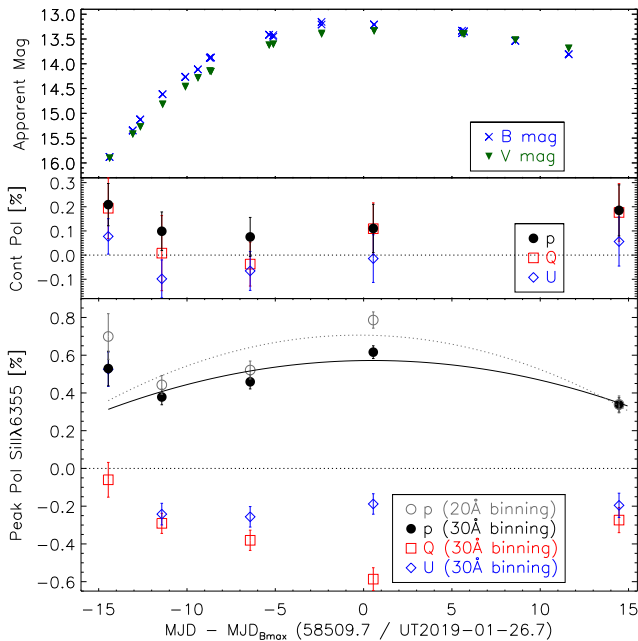 13.0
13.5
14.0
14.5
15.0
15.5
16.0
Apparent Mag
B mag
V mag
0.3
0.2
0.1
0.0
−0.1
Cont Pol [%]
p
Q
U
0.8
0.6
0.4
0.2
0.0
−0.2
−0.4
−0.6
Peak Pol SiIIλ6355 [%]
p (20Å binning)
p (30Å binning)
Q (30Å binning)
U (30Å binning)
−15 −10 −5 0 5 10 15
MJD − MJD_Bmax (58509.7 / UT2019−01−26.7)